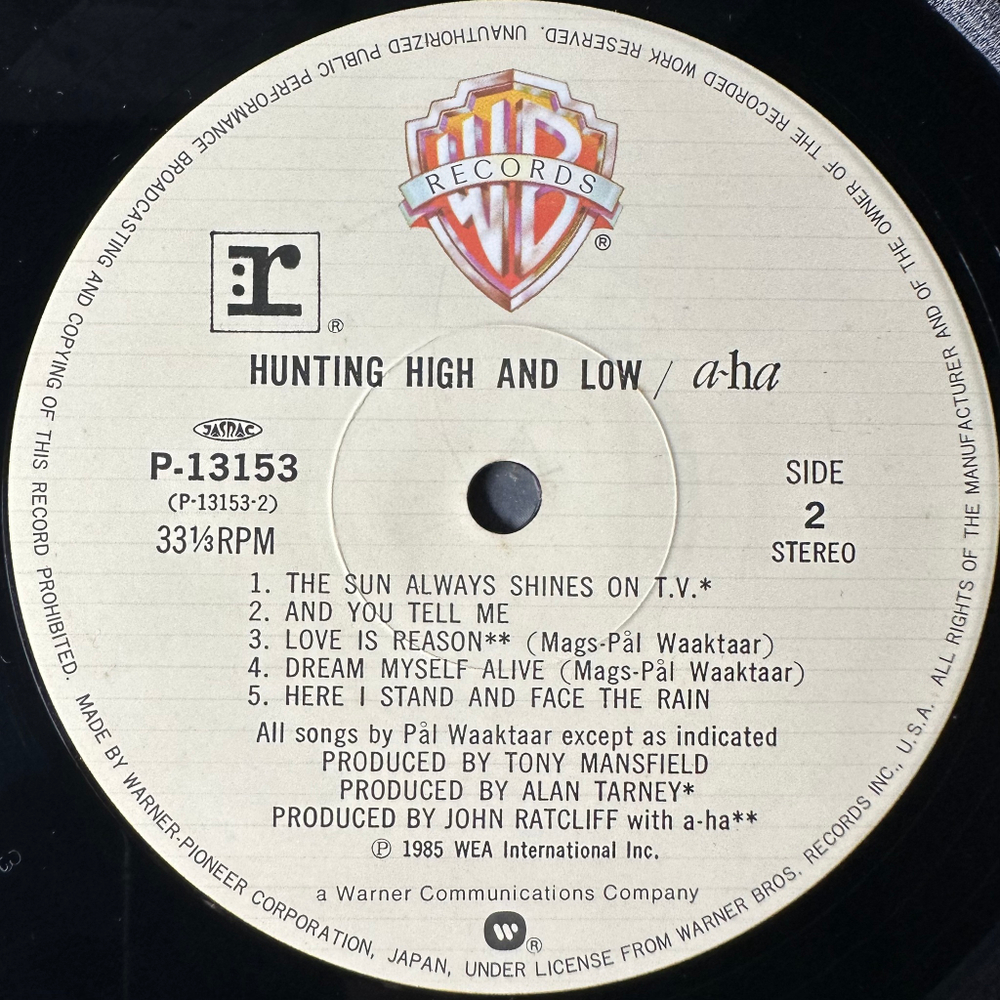 WB
RECORDS
®
r
®
HUNTING HIGH AND LOW / a-ha
JASRAC
P-13153
(P-13153-2)
33⅓RPM
SIDE
2
STEREO
1. THE SUN ALWAYS SHINES ON T.V.*
2. AND YOU TELL ME
3. LOVE IS REASON** (Mags-Pål Waaktaar)
4. DREAM MYSELF ALIVE (Mags-Pål Waaktaar)
5. HERE I STAND AND FACE THE RAIN
All songs by Pål Waaktaar except as indicated
PRODUCED BY TONY MANSFIELD
PRODUCED BY ALAN TARNEY*
PRODUCED BY JOHN RATCLIFF with a-ha**
Ⓟ 1985 WEA International Inc.
a Warner Communications Company
W®
MADE BY WARNER-PIONEER CORPORATION, JAPAN, UNDER LICENSE FROM WARNER BROS. RECORDS INC., U.S.A. ALL RIGHTS OF THE MANUFACTURER AND OF THE OWNER OF THE RECORDED WORK RESERVED. UNAUTHORIZED PUBLIC PERFORMANCE BROADCASTING AND COPYING OF THIS RECORD PROHIBITED.